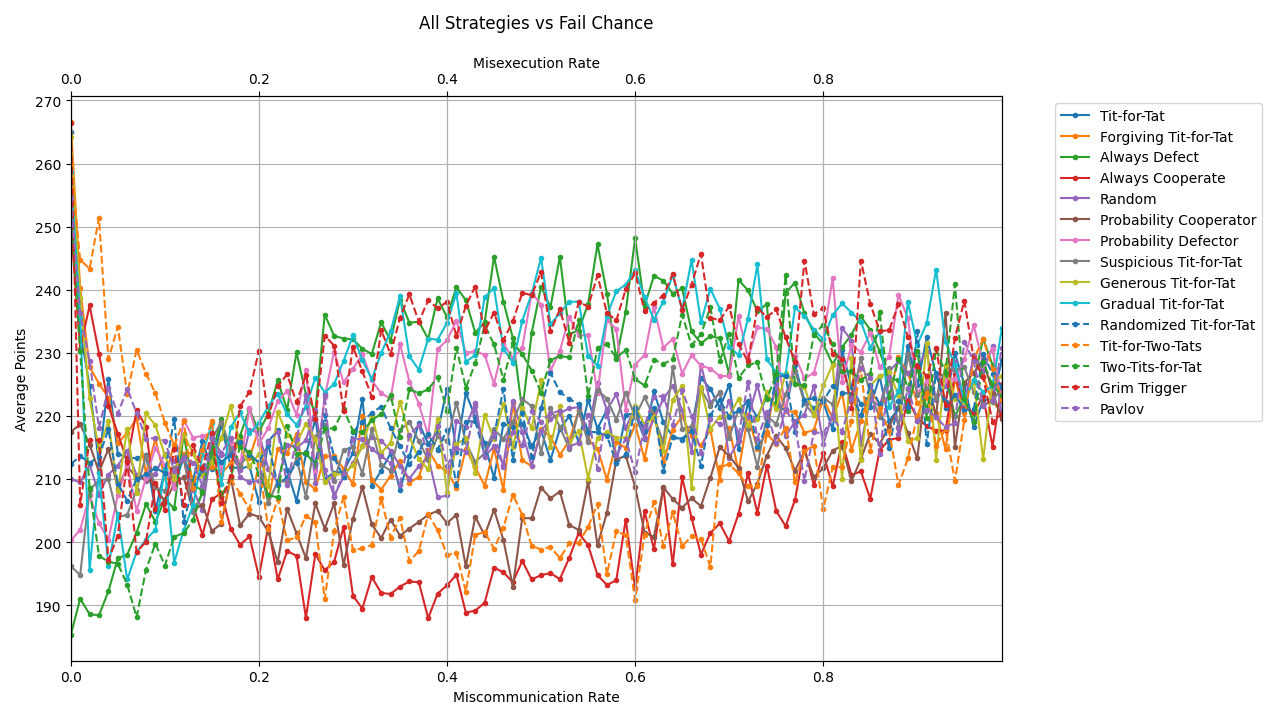 All Strategies vs Fail Chance
Misexecution Rate
0.0 0.2 0.4 0.6 0.8
270
260
250
240
230
220
210
200
190
Average Points
0.0 0.2 0.4 0.6 0.8
Miscommunication Rate
Tit-for-Tat
Forgiving Tit-for-Tat
Always Defect
Always Cooperate
Random
Probability Cooperator
Probability Defector
Suspicious Tit-for-Tat
Generous Tit-for-Tat
Gradual Tit-for-Tat
Randomized Tit-for-Tat
Tit-for-Two-Tats
Two-Tits-for-Tat
Grim Trigger
Pavlov